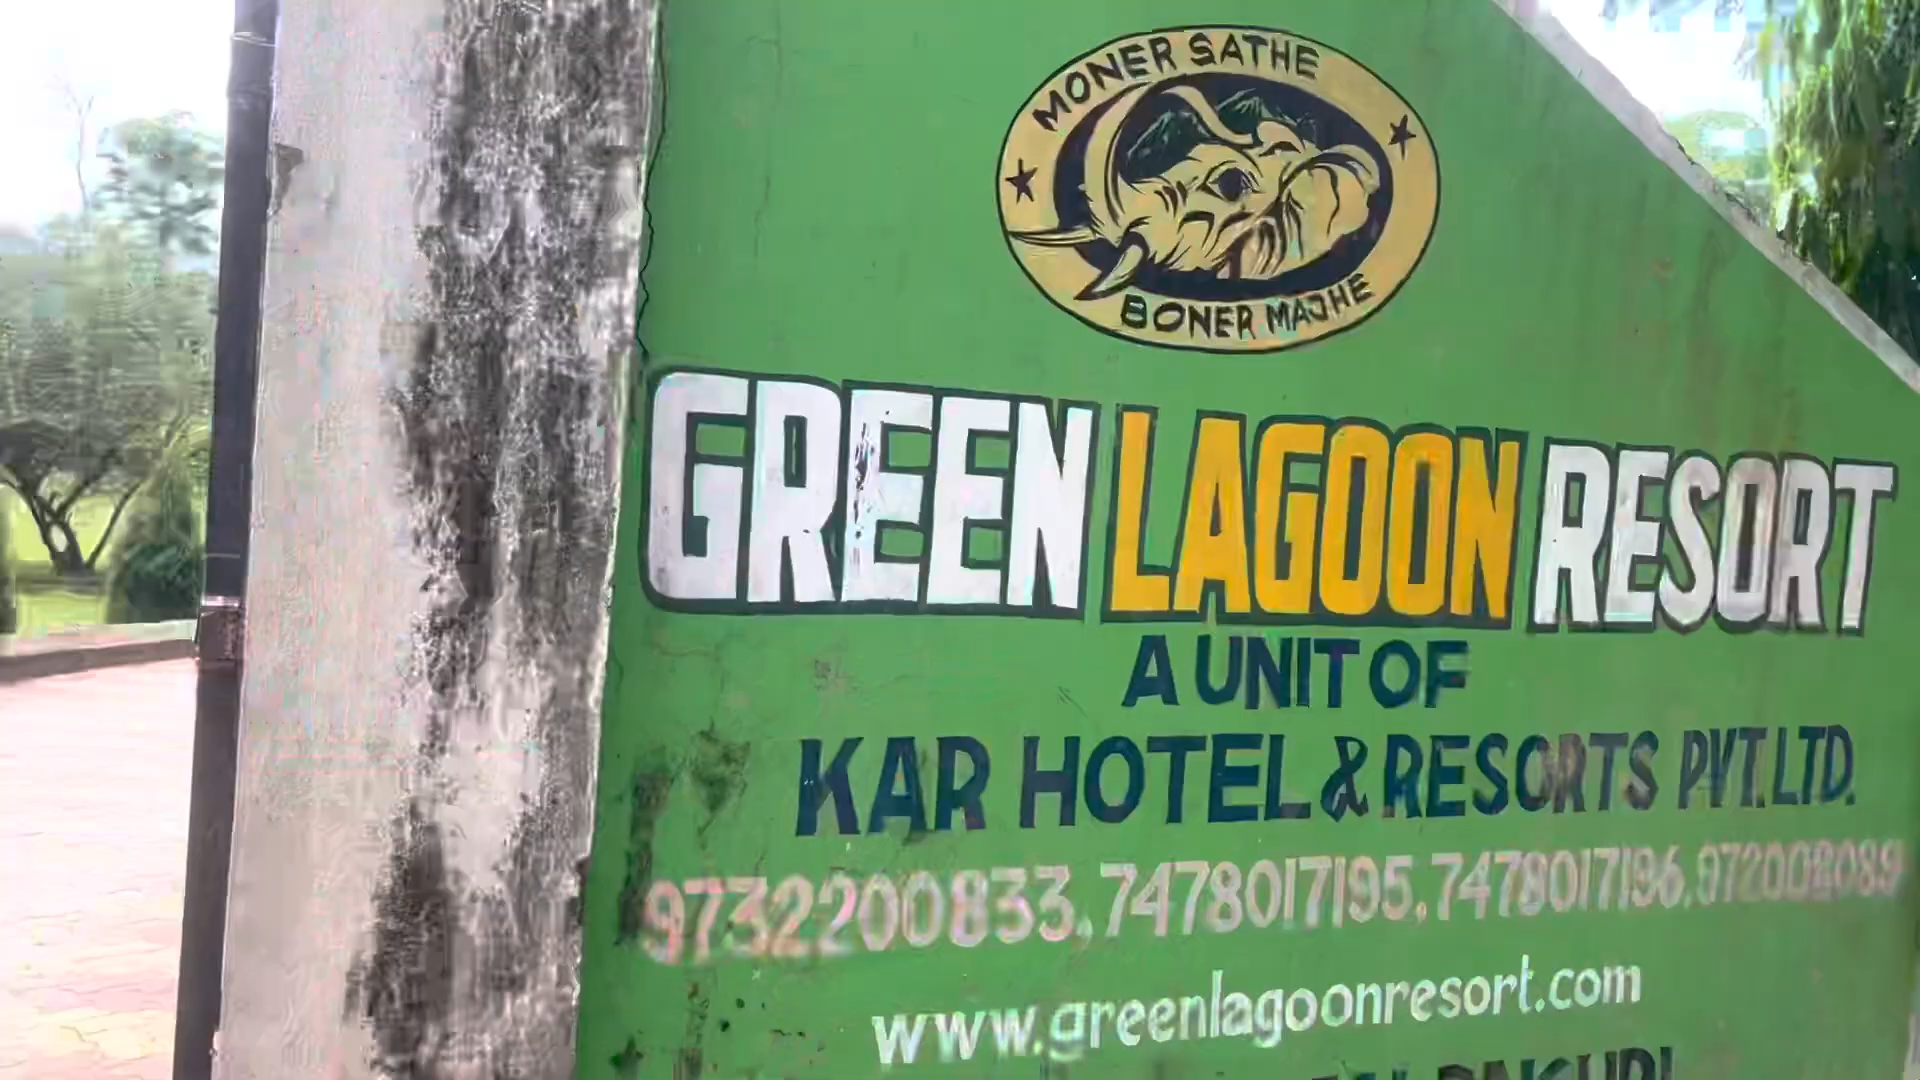 MONER SATHE
BONER MAJHE
GREEN LAGOON RESORT
A UNIT OF
KAR HOTEL & RESORTS PVT. LTD.
9732200833, 7478017195, 7478017196,
www.greenlagoonresort.com